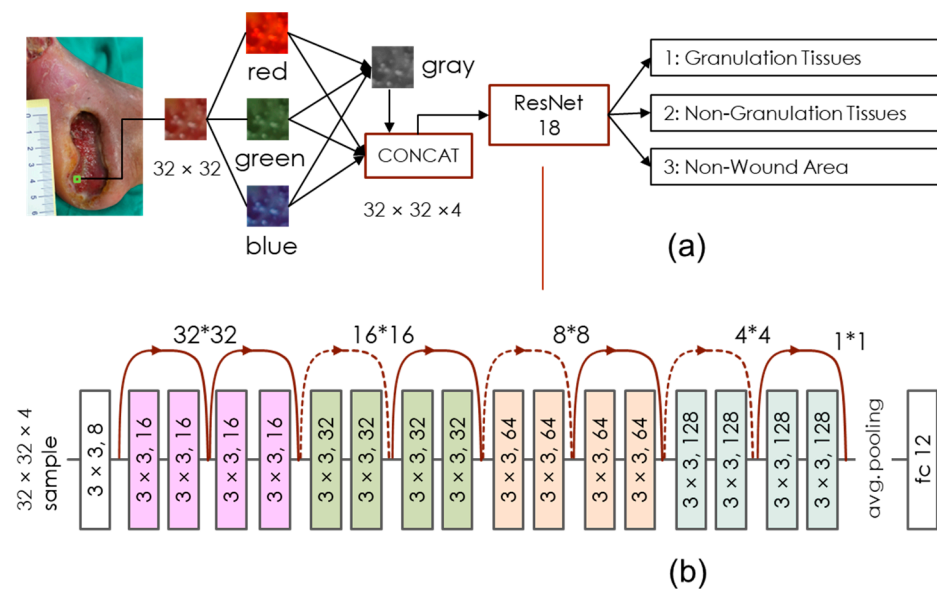 red
gray
green
blue
32 × 32
CONCAT
32 × 32 ×4
ResNet
18
1: Granulation Tissues
2: Non-Granulation Tissues
3: Non-Wound Area
(a)
32*32
16*16
8*8
4*4
1*1
32 × 32 × 4
sample
3 × 3, 8
3 × 3, 16
3 × 3, 16
3 × 3, 16
3 × 3, 16
3 × 3, 32
3 × 3, 32
3 × 3, 32
3 × 3, 32
3 × 3, 64
3 × 3, 64
3 × 3, 64
3 × 3, 64
3 × 3, 128
3 × 3, 128
3 × 3, 128
3 × 3, 128
avg. pooling
fc 12
(b)